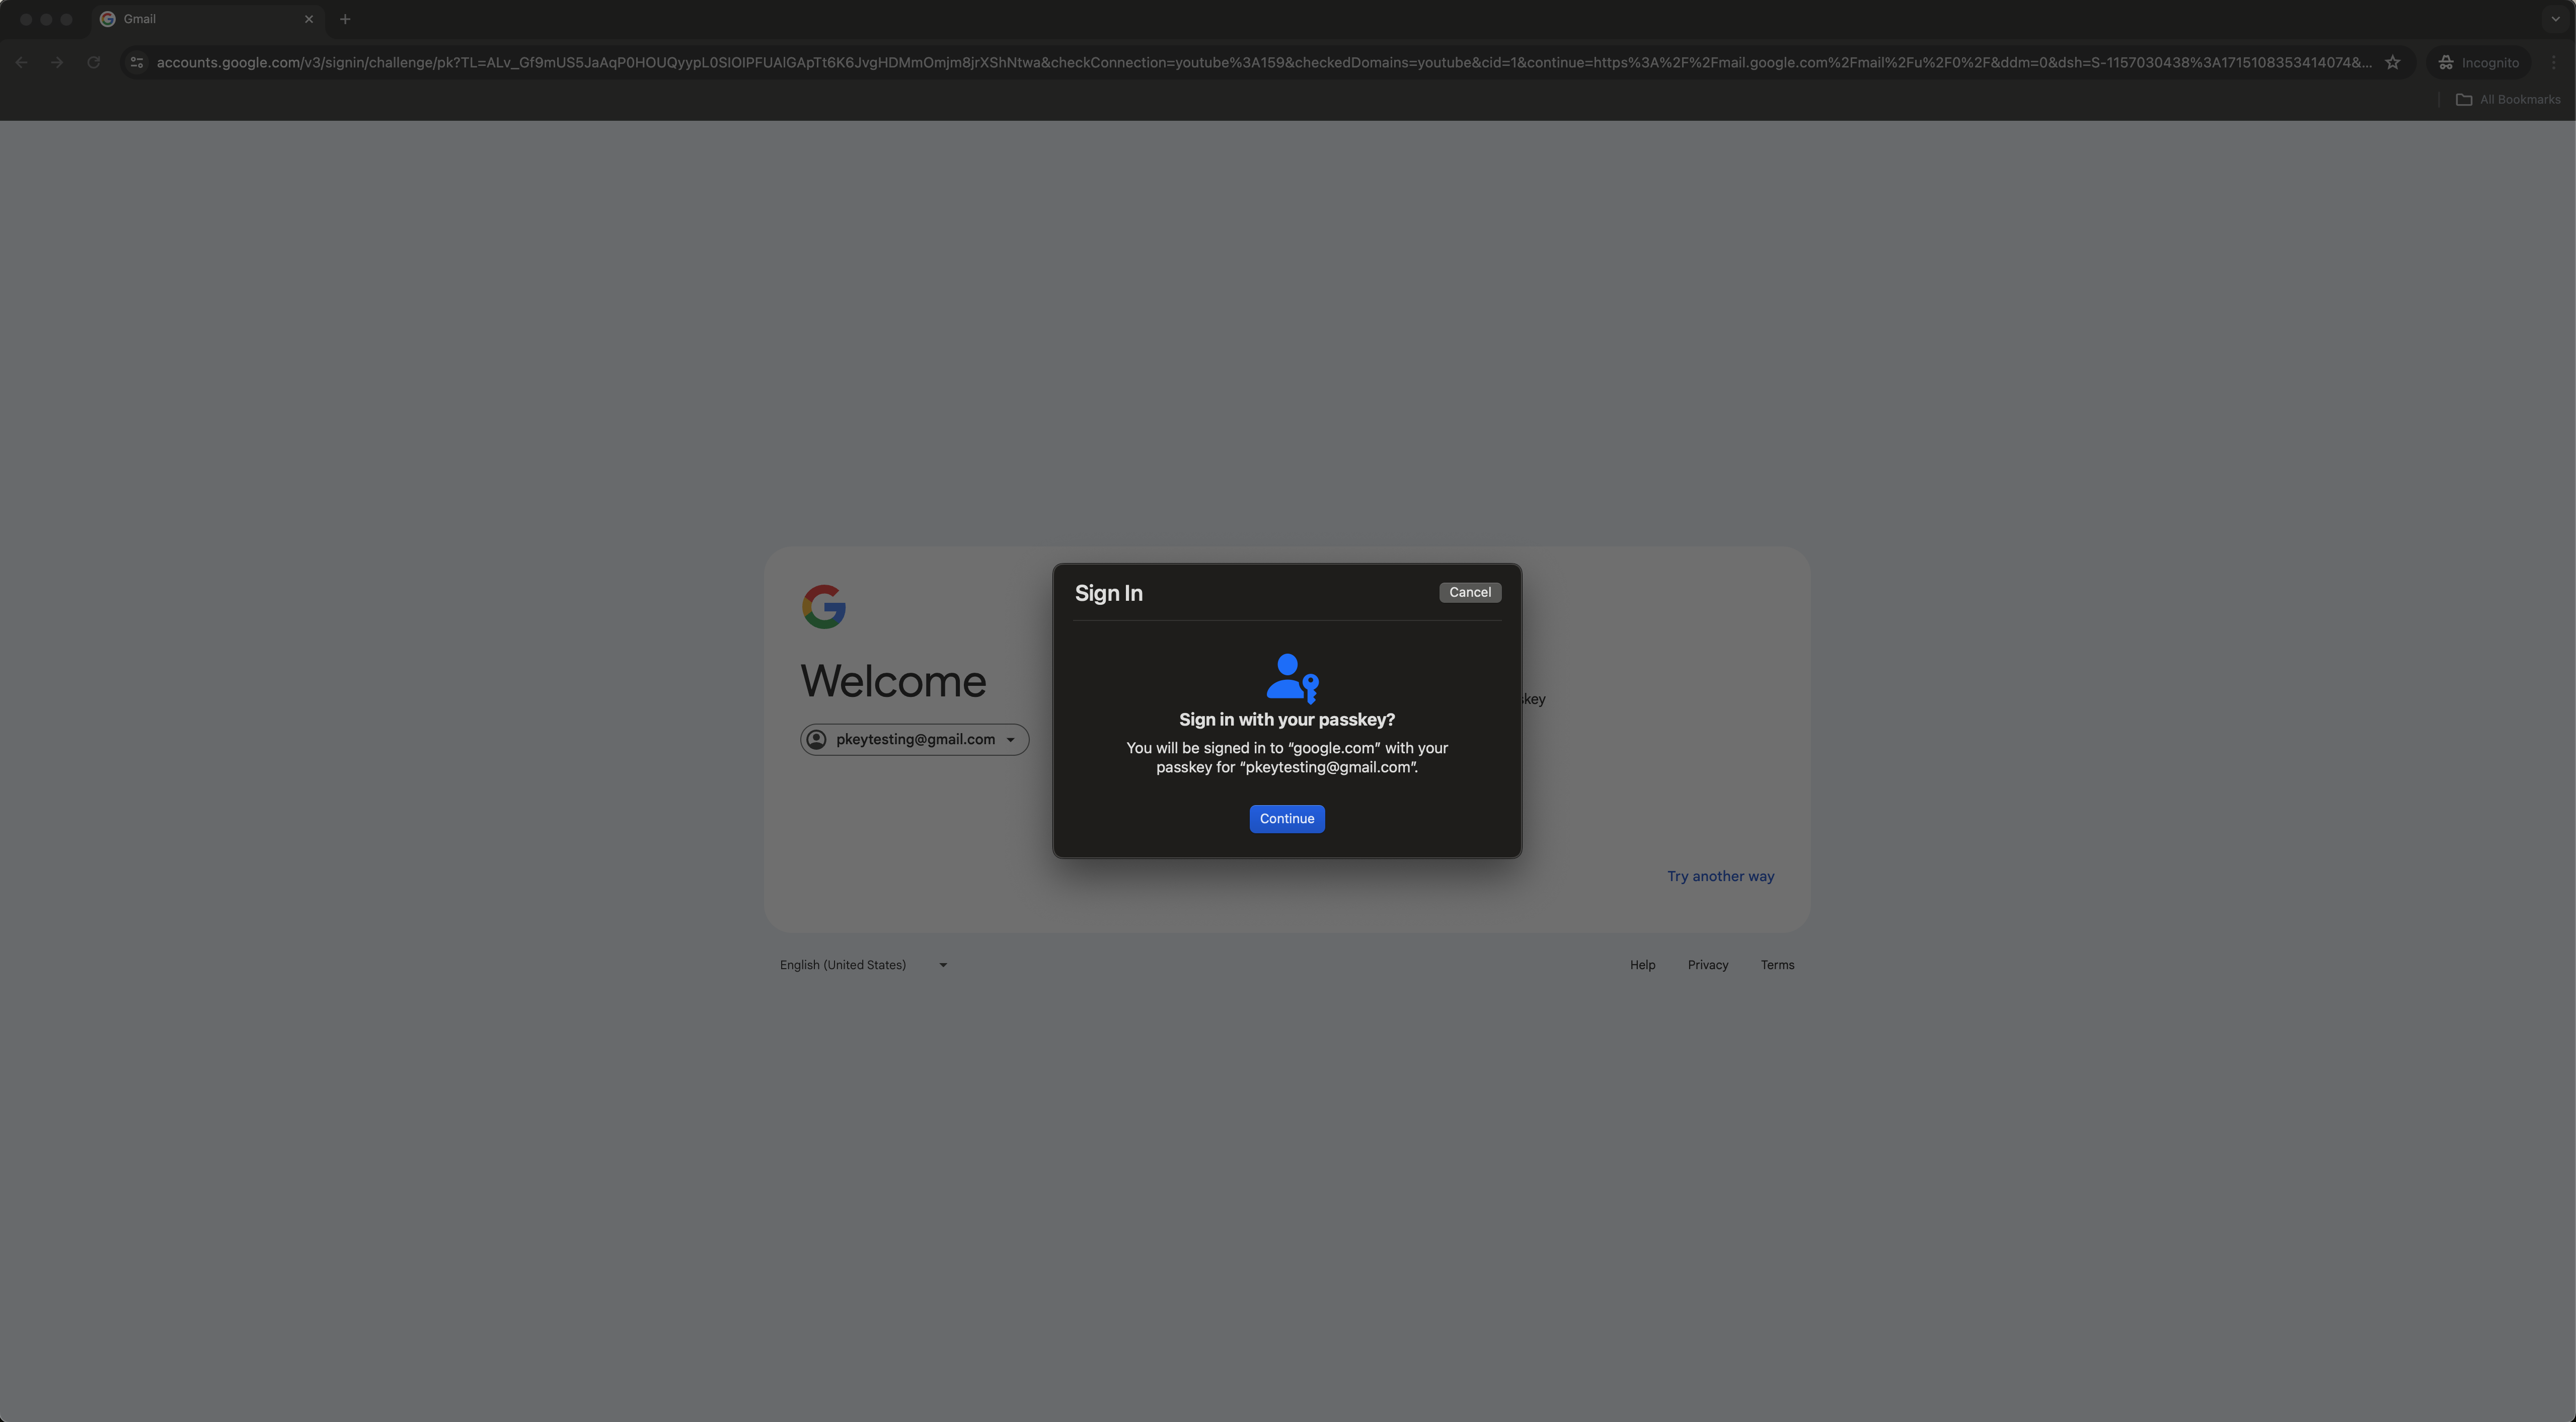 Gmail
accounts.google.com/v3/signin/challenge/pk?TL=ALv_Gf9mUS5JaAqP0HOUQyypL0SIOIPFUAlGApTt6K6JvgHDMmOmjm8jrXShNtwa&checkConnection=youtube%3A159&checkedDomains=youtube&cid=1&continue=https%3A%2F%2Fmail.google.com%2Fmail%2Fu%2F0%2F&ddm=0&dsh=S-1157030438%3A1715108353414074&...
Incognito
All Bookmarks
Sign In
Cancel
Welcome
skey
pkeytesting@gmail.com
Sign in with your passkey?
You will be signed in to “google.com” with your
passkey for “pkeytesting@gmail.com”.
Continue
Try another way
English (United States)
Help
Privacy
Terms